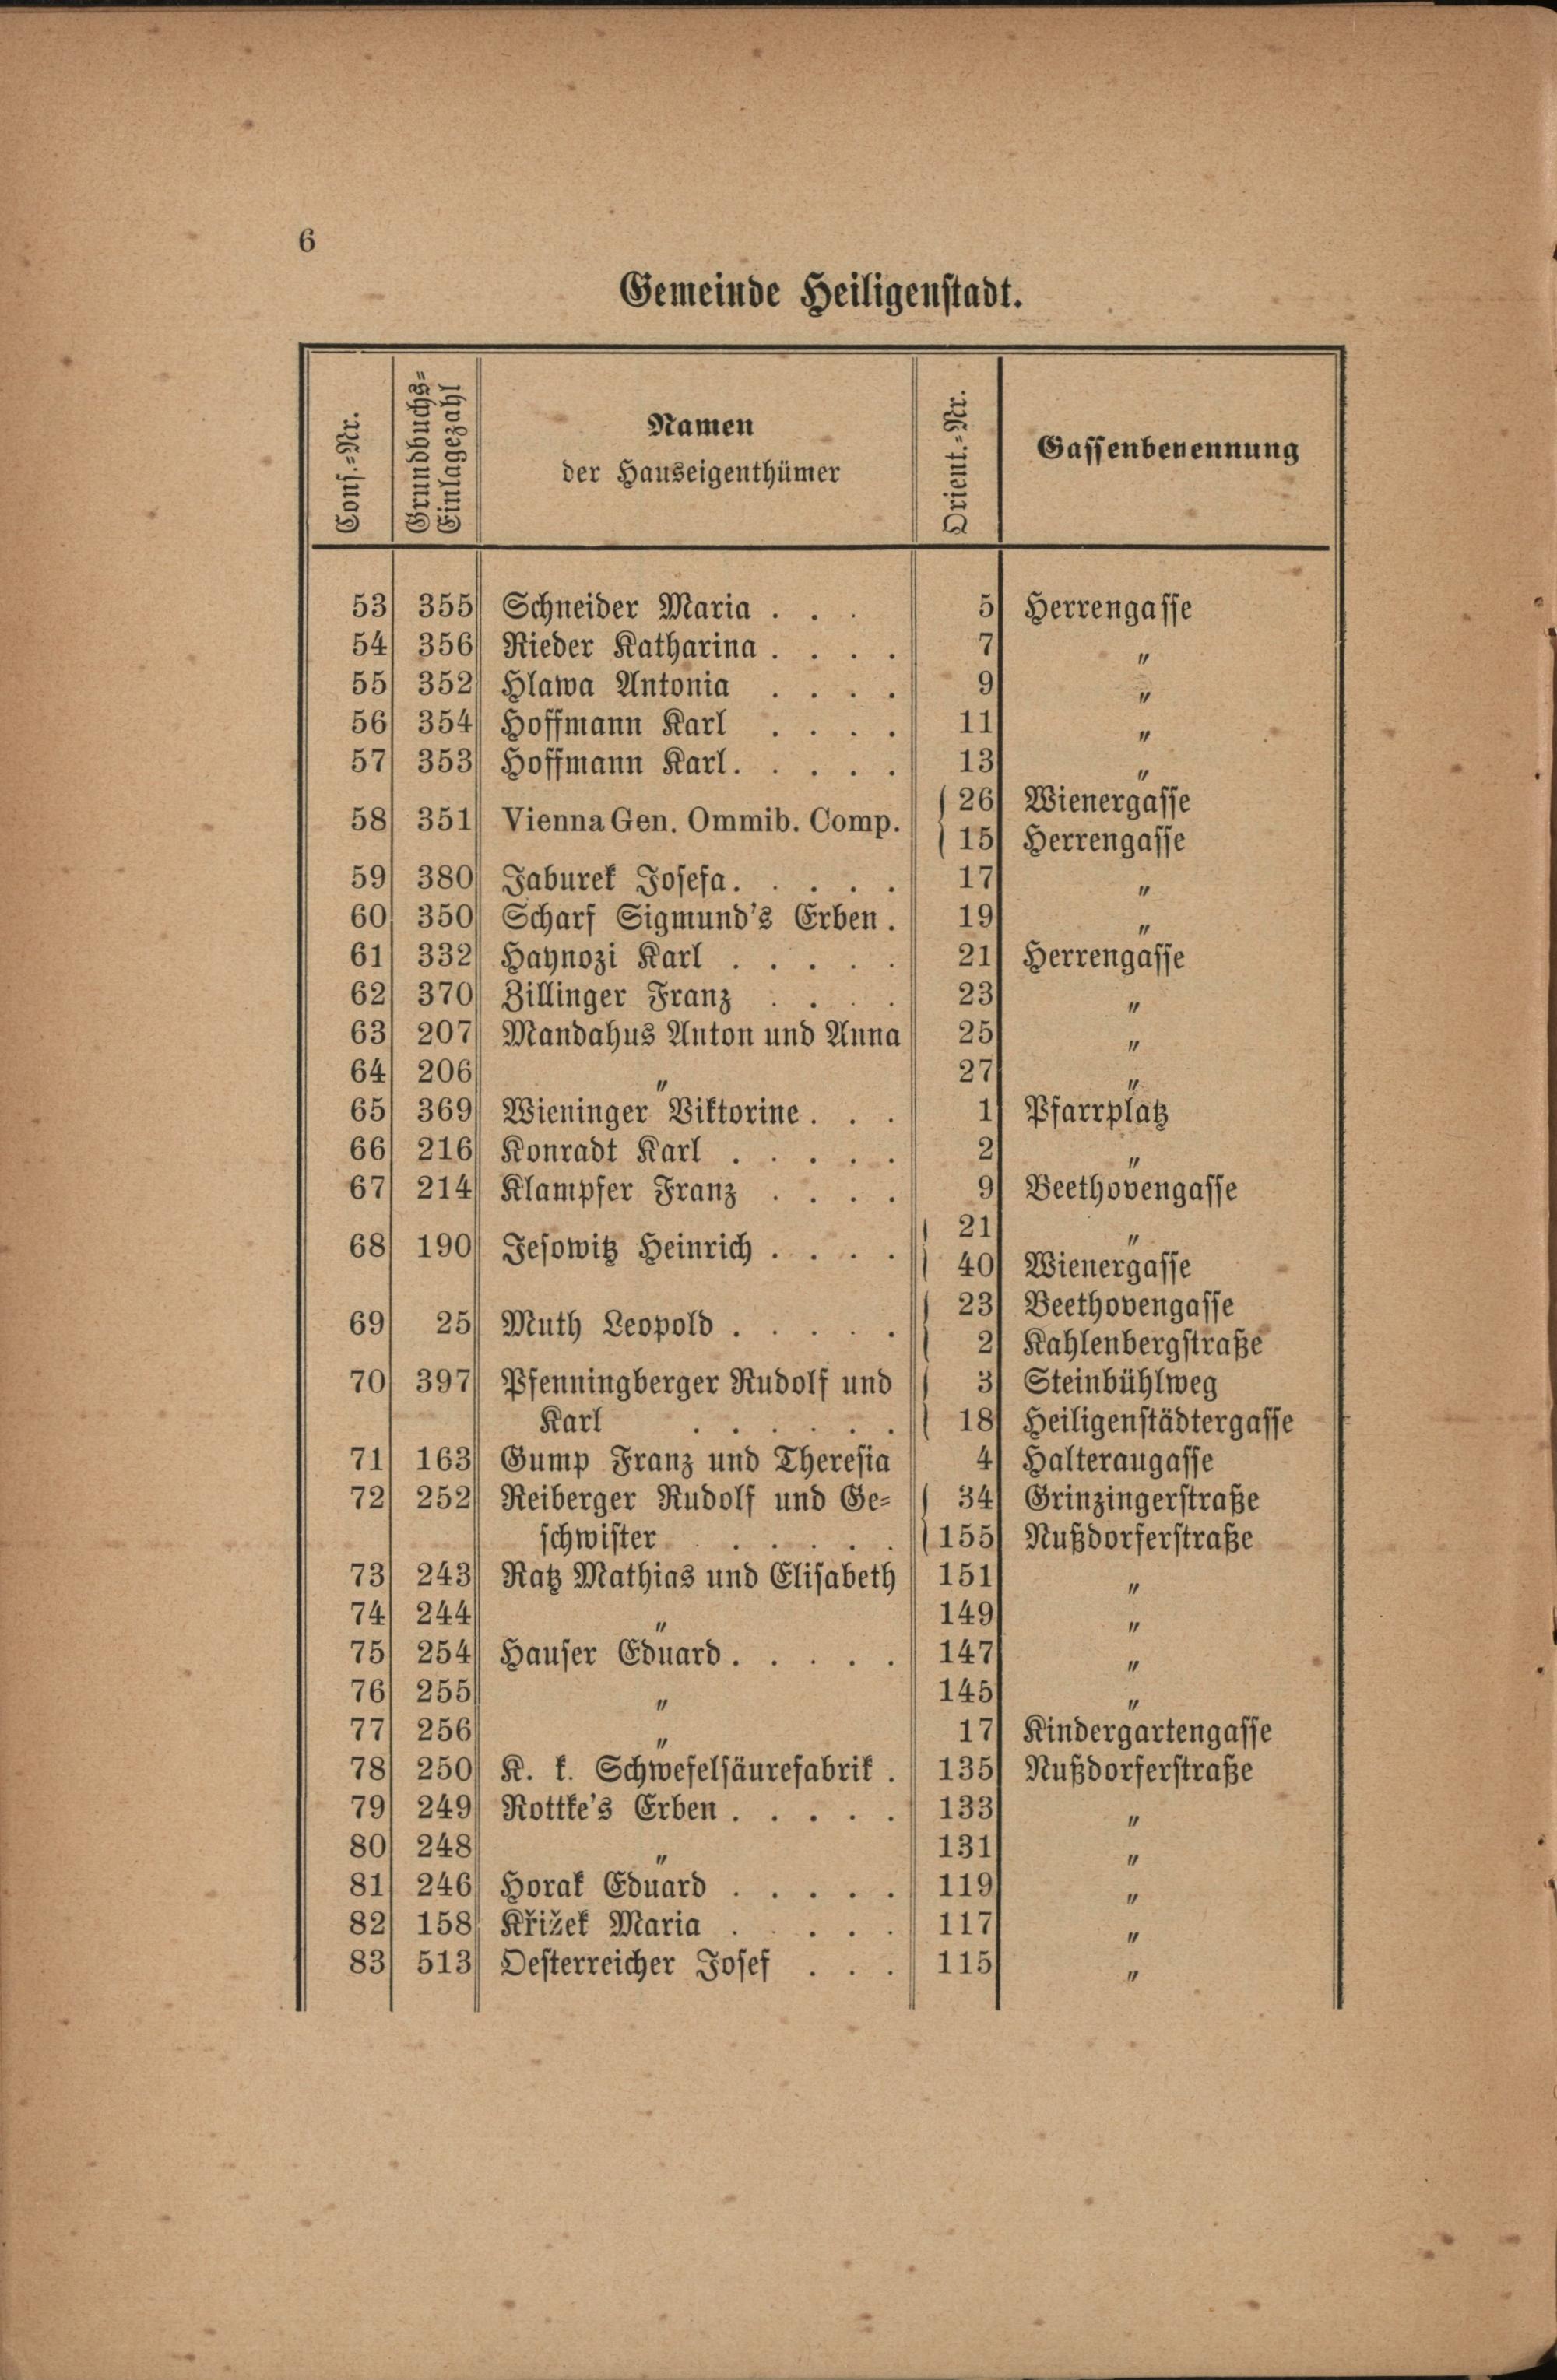 6
Gemeinde Heiligenstadt.
Cons.-Nr.
Grundbuchs-
Einlagezahl
Namen
der Hauseigenthümer
Orient.-Nr.
Gassenbenennung
53 355 Schneider Maria . . . 5 Herrengasse
54 356 Rieder Katharina . . . . 7 "
55 352 Hlawa Antonia . . . . 9 "
56 354 Hoffmann Karl . . . . 11 "
57 353 Hoffmann Karl. . . . . 13 "
26 Wienergasse
58 351 Vienna Gen. Ommib. Comp.
15 Herrengasse
59 380 Jaburek Josefa. . . . . 17 "
60 350 Scharf Sigmund's Erben . 19 "
61 332 Haynozi Karl . . . . . 21 Herrengasse
62 370 Zillinger Franz . . . . 23 "
63 207 Mandahus Anton und Anna 25 "
64 206 " 27 "
65 369 Wieninger Viktorine . . . 1 Pfarrplatz
66 216 Konradt Karl . . . . . 2 "
67 214 Klampfer Franz . . . . 9 Beethovengasse
21 "
68 190 Jesowitz Heinrich . . . .
40 Wienergasse
23 Beethovengasse
69 25 Muth Leopold . . . . .
2 Kahlenbergstraße
70 397 Pfenningberger Rudolf und 3 Steinbühlweg
Karl . . . . . . 18 Heiligenstädtergasse
71 163 Gump Franz und Theresia 4 Halteraugasse
72 252 Reiberger Rudolf und Ge- 34 Grinzingerstraße
schwister . . . . . 155 Nußdorferstraße
73 243 Ratz Mathias und Elisabeth 151 "
74 244 " 149 "
75 254 Hauser Eduard . . . . . 147 "
76 255 " 145 "
77 256 " 17 Kindergartengasse
78 250 K. k. Schwefelsäurefabrik . 135 Nußdorferstraße
79 249 Rottke's Erben . . . . . 133 "
80 248 " 131 "
81 246 Horak Eduard . . . . . 119 "
82 158 Křižek Maria . . . . . 117 "
83 513 Oesterreicher Josef . . . 115 "